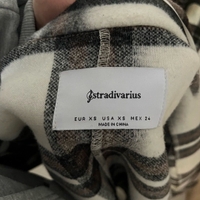 stradivarius
EUR XS USA XS MEX 24
MADE IN CHINA